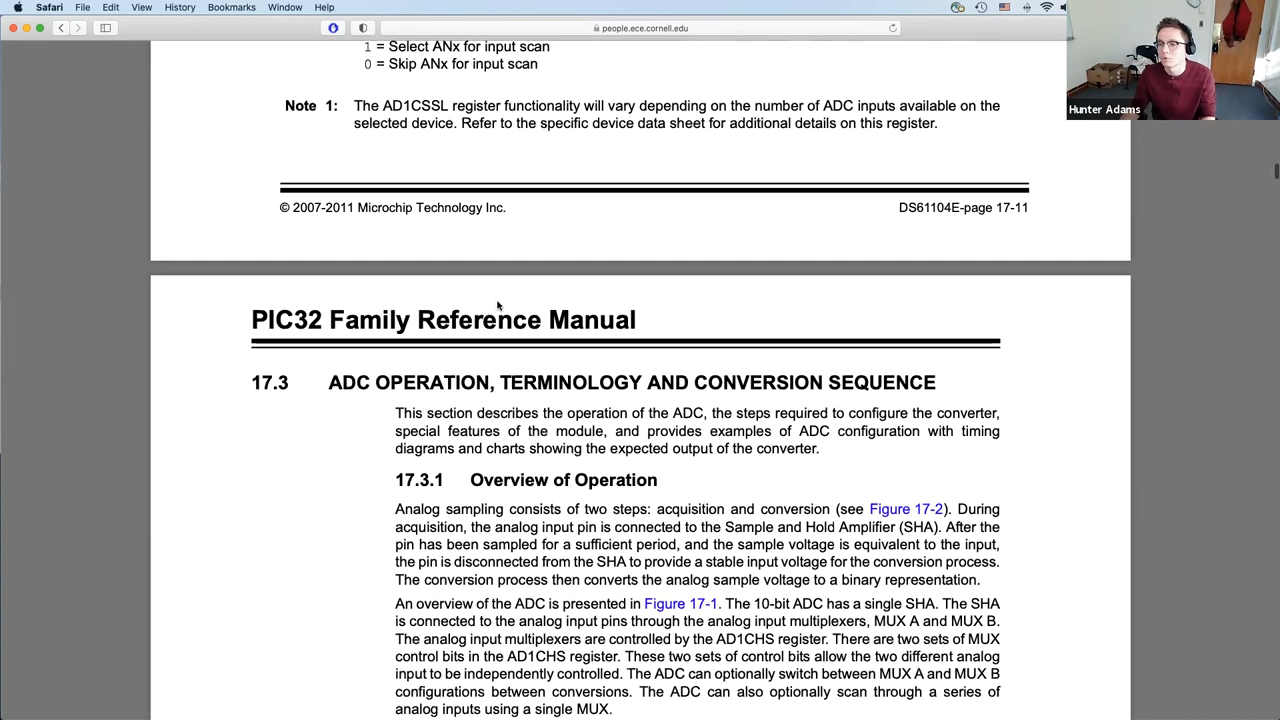 Safari File Edit View History Bookmarks Window Help
people.ece.cornell.edu
Hunter Adams
1 = Select ANx for input scan
0 = Skip ANx for input scan
Note 1: The AD1CSSL register functionality will vary depending on the number of ADC inputs available on the
selected device. Refer to the specific device data sheet for additional details on this register.
© 2007-2011 Microchip Technology Inc. DS61104E-page 17-11
PIC32 Family Reference Manual
17.3 ADC OPERATION, TERMINOLOGY AND CONVERSION SEQUENCE
This section describes the operation of the ADC, the steps required to configure the converter,
special features of the module, and provides examples of ADC configuration with timing
diagrams and charts showing the expected output of the converter.
17.3.1 Overview of Operation
Analog sampling consists of two steps: acquisition and conversion (see Figure 17-2). During
acquisition, the analog input pin is connected to the Sample and Hold Amplifier (SHA). After the
pin has been sampled for a sufficient period, and the sample voltage is equivalent to the input,
the pin is disconnected from the SHA to provide a stable input voltage for the conversion process.
The conversion process then converts the analog sample voltage to a binary representation.
An overview of the ADC is presented in Figure 17-1. The 10-bit ADC has a single SHA. The SHA
is connected to the analog input pins through the analog input multiplexers, MUX A and MUX B.
The analog input multiplexers are controlled by the AD1CHS register. There are two sets of MUX
control bits in the AD1CHS register. These two sets of control bits allow the two different analog
input to be independently controlled. The ADC can optionally switch between MUX A and MUX B
configurations between conversions. The ADC can also optionally scan through a series of
analog inputs using a single MUX.